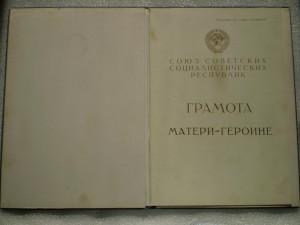 СОЮЗ СОВЕТСКИХ
СОЦИАЛИСТИЧЕСКИХ
РЕСПУБЛИК
ГРАМОТА
МАТЕРИ-ГЕРОИНЕ